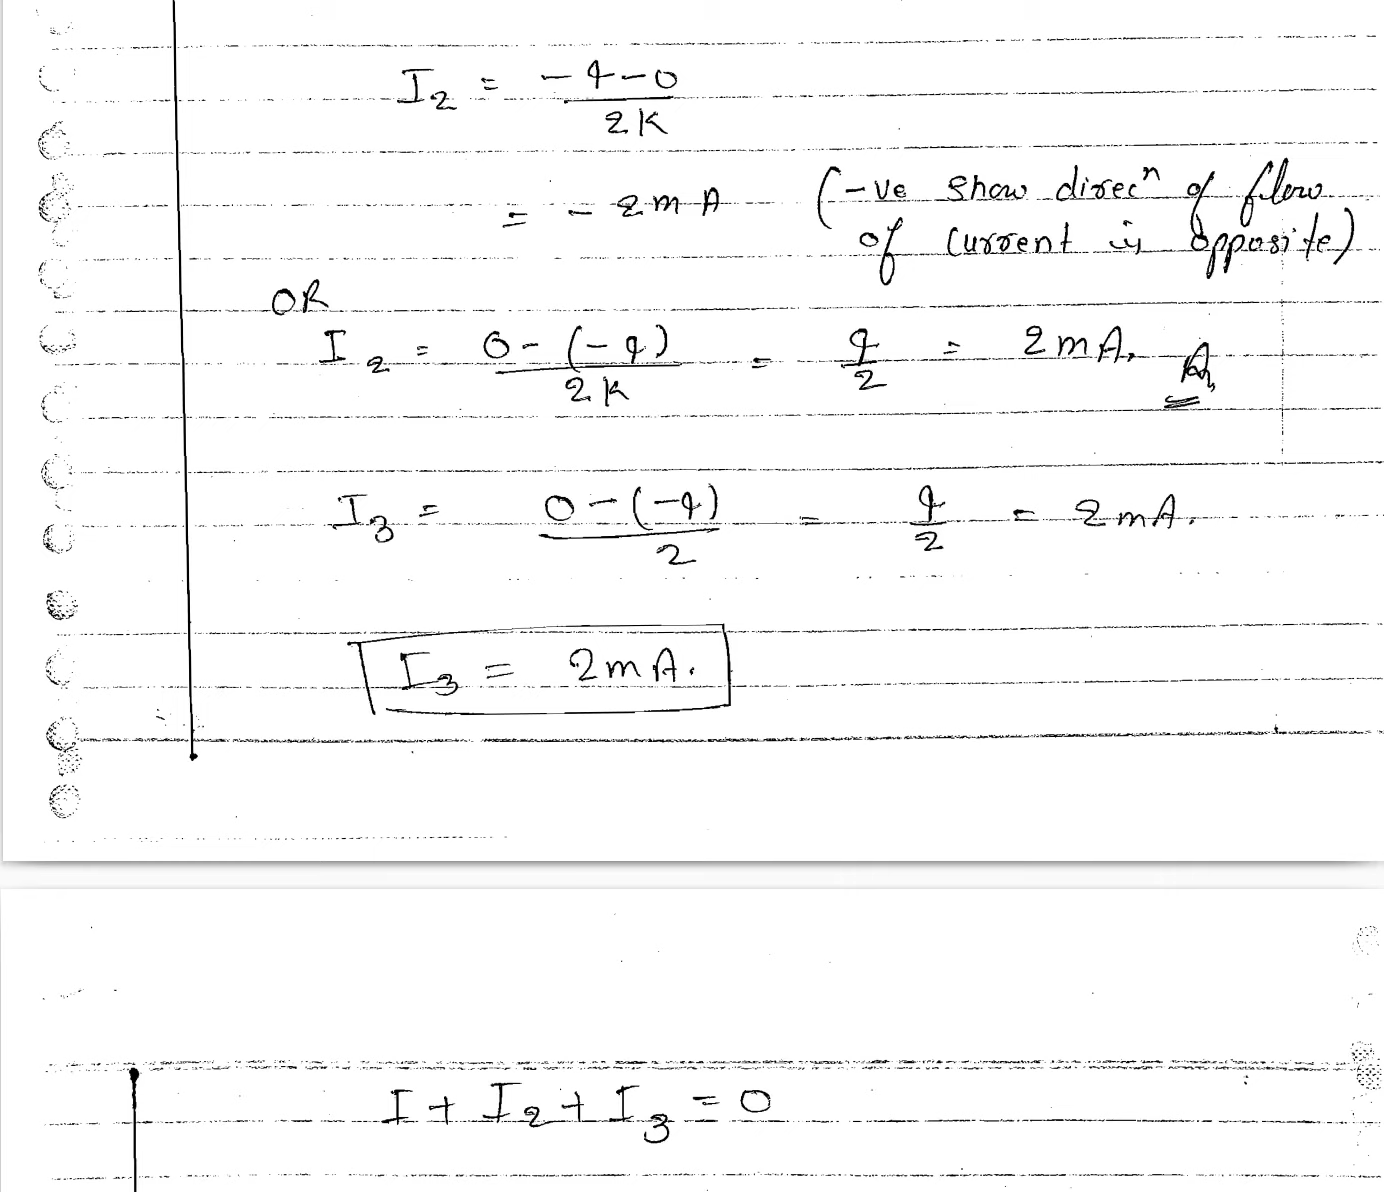 I2 = -4-0 / 2K
= -2mA (-ve show direcn of flow
of current is opposite)
OR
I2 = 0-(-4) / 2K = 4/2 = 2mA. A,
I3 = 0-(-4) / 2 = 4/2 = 2mA.
I3 = 2mA.
I + I2 + I3 = 0